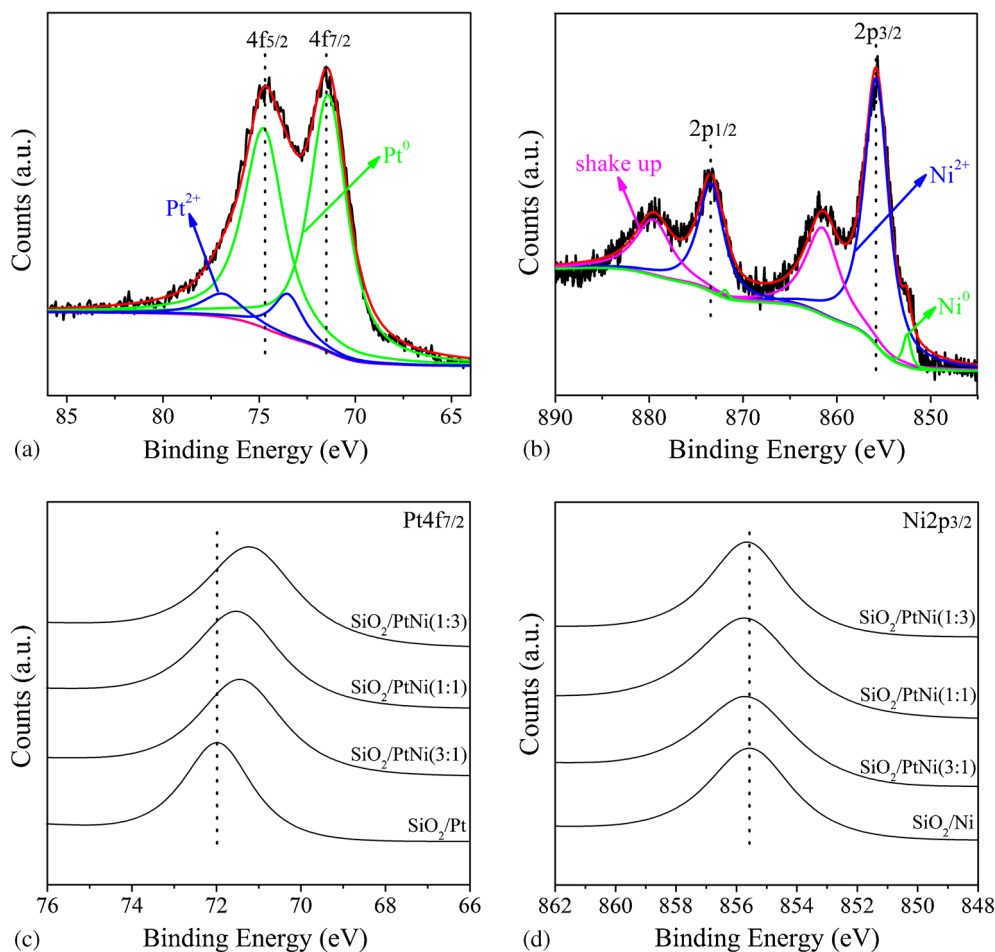 4f5/2 4f7/2
Pt0
Pt2+
Counts (a.u.)
85 80 75 70 65
Binding Energy (eV)
(a)
2p3/2
2p1/2
shake up
Ni2+
Ni0
Counts (a.u.)
890 880 870 860 850
Binding Energy (eV)
(b)
Pt4f7/2
SiO2/PtNi(1:3)
SiO2/PtNi(1:1)
SiO2/PtNi(3:1)
SiO2/Pt
Counts (a.u.)
76 74 72 70 68 66
Binding Energy (eV)
(c)
Ni2p3/2
SiO2/PtNi(1:3)
SiO2/PtNi(1:1)
SiO2/PtNi(3:1)
SiO2/Ni
Counts (a.u.)
862 860 858 856 854 852 850 848
Binding Energy (eV)
(d)